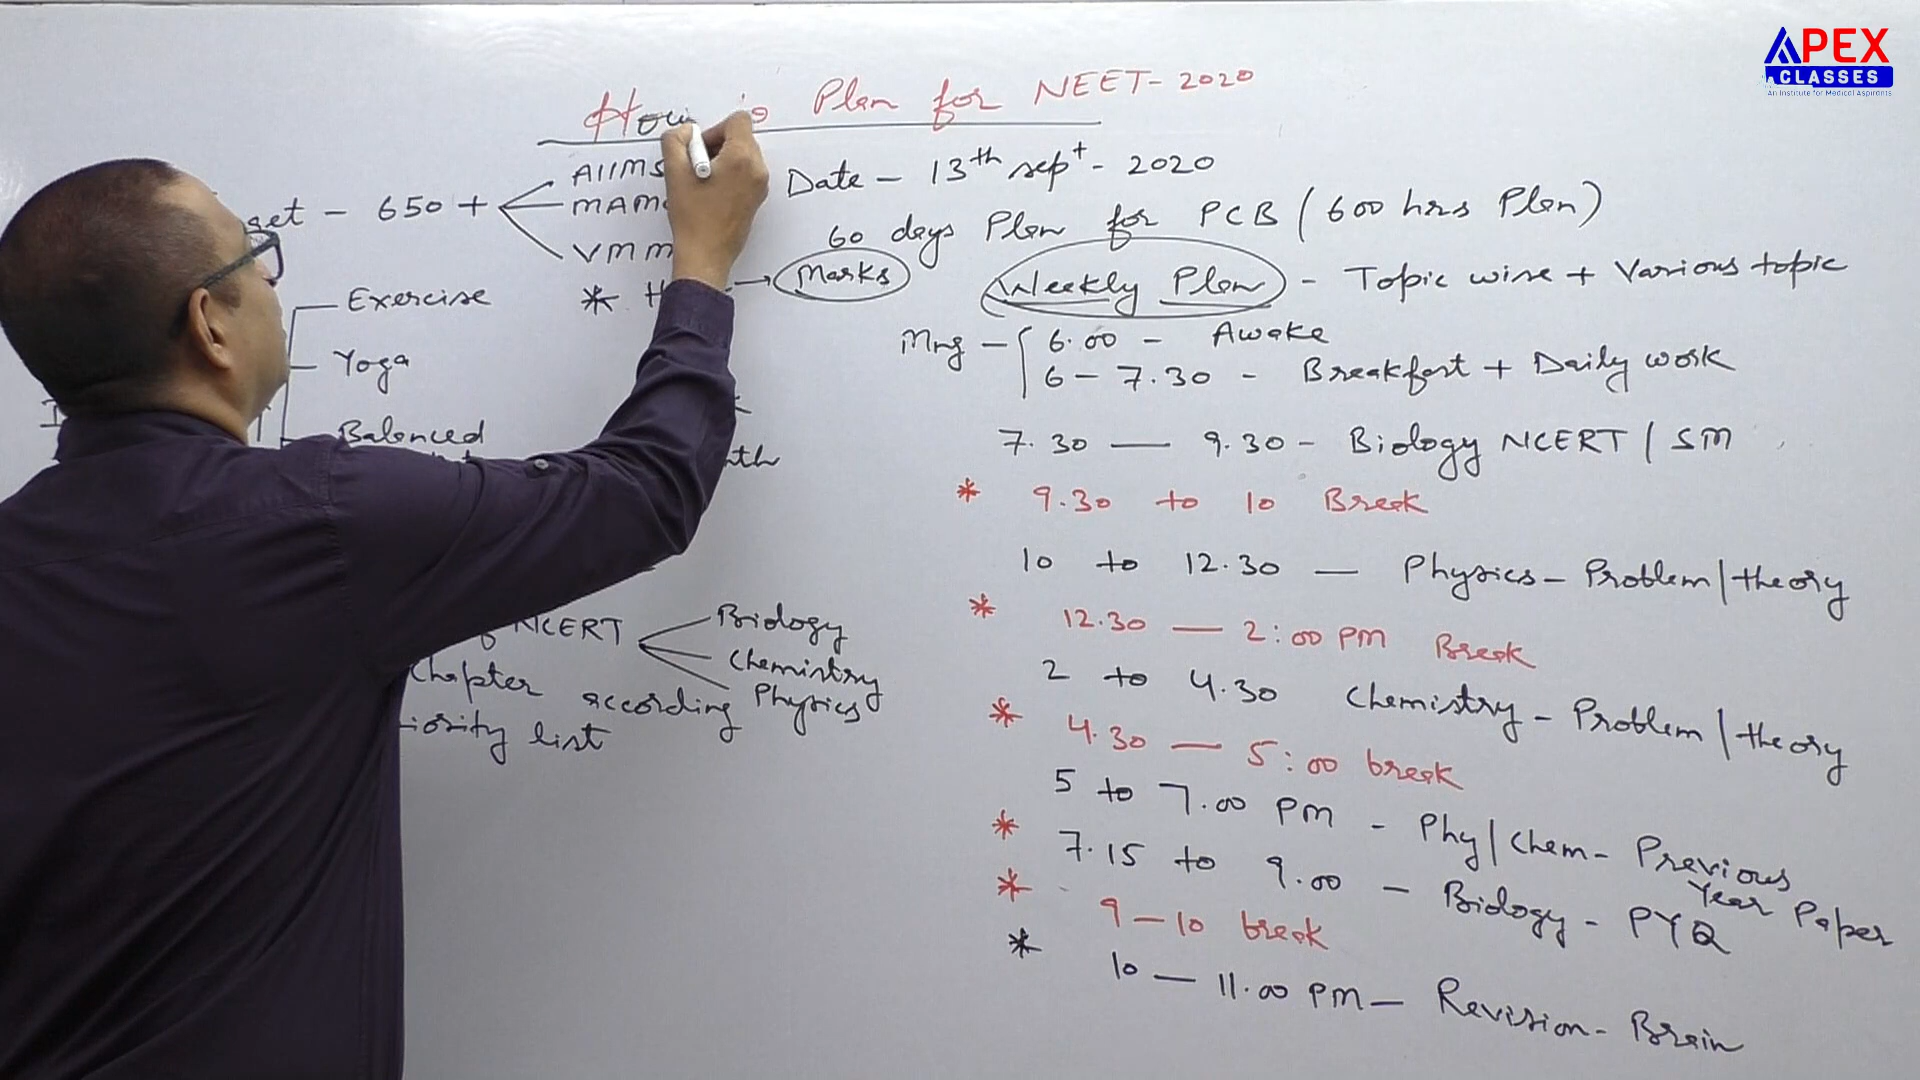 APEX
CLASSES
An Institute for Medical Aspirants
How to Plan for NEET-2020
Date - 13th sept - 2020
60 days Plan for PCB (600 hrs Plan)
Weekly Plan - Topic wise + Various topic
Mrg - 6.00 - Awake
6 - 7.30 - Breakfast + Daily work
7.30 — 9.30 - Biology NCERT / SM
* 9.30 to 10 Break
10 to 12.30 — Physics - Problem/theory
* 12.30 — 2:00 PM Break
2 to 4.30 Chemistry - Problem/theory
* 4.30 — 5:00 break
5 to 7.00 PM - Phy/Chem - Previous Year Paper
* 7.15 to 9.00 - Biology - PYQ
* 9 - 10 break
* 10 — 11.00 PM - Revision - Brain
get - 650 +
AIIMS
MAM
VMM
* H → Marks
Exercise
Yoga
Balenced
nth
NCERT
Biology
Chemistry
Physics
Chapter according
iority list